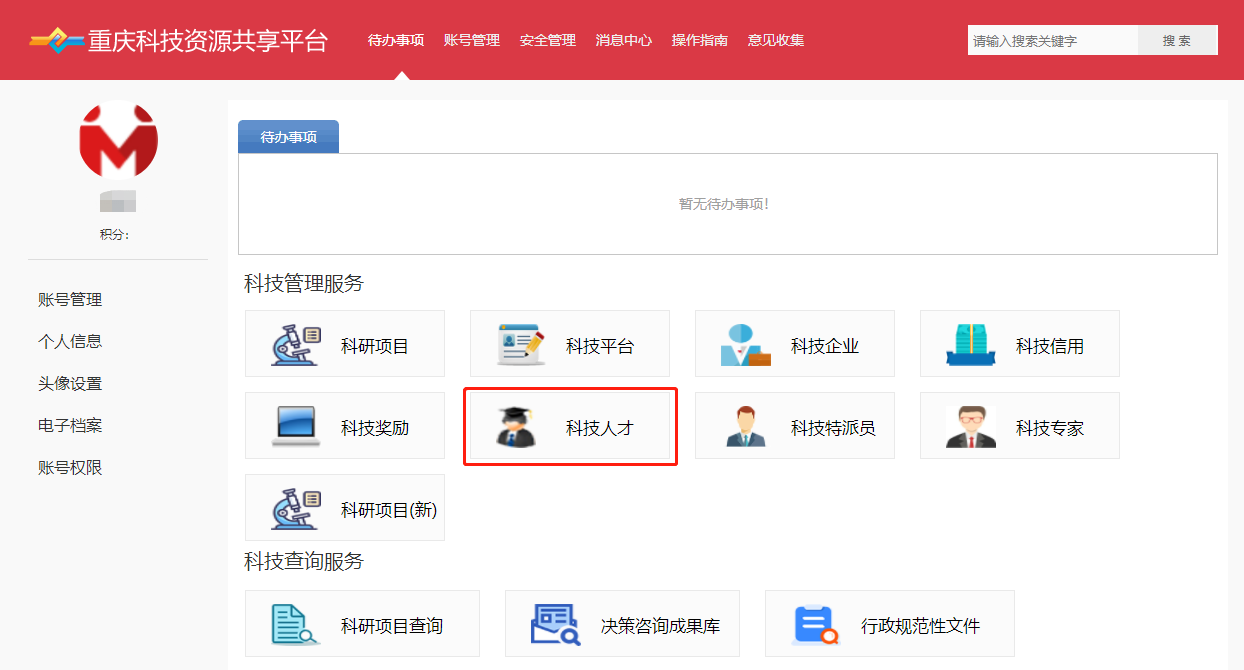 重庆科技资源共享平台
待办事项 账号管理 安全管理 消息中心 操作指南 意见收集
请输入搜索关键字 搜 索
积分：
账号管理
个人信息
头像设置
电子档案
账号权限
待办事项
暂无待办事项！
科技管理服务
科研项目 科技平台 科技企业 科技信用
科技奖励 科技人才 科技特派员 科技专家
科研项目(新)
科技查询服务
科研项目查询 决策咨询成果库 行政规范性文件